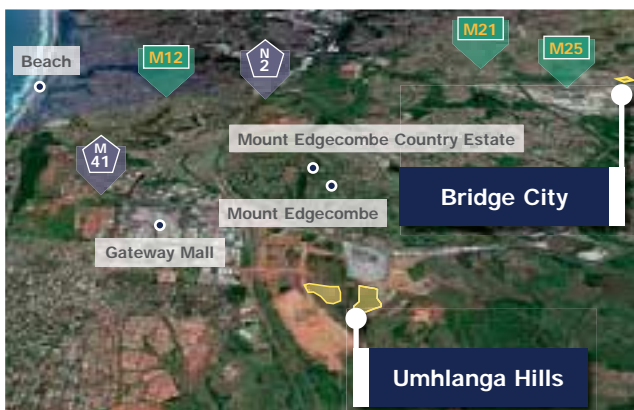 Beach
M12
N
2
M21
M25
M
41
Mount Edgecombe Country Estate
Mount Edgecombe
Bridge City
Gateway Mall
Umhlanga Hills